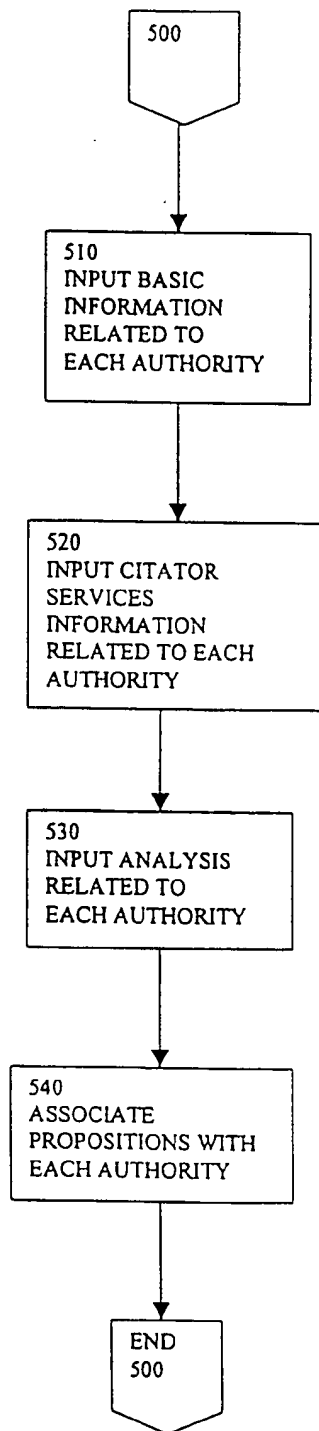 500
510
INPUT BASIC
INFORMATION
RELATED TO
EACH AUTHORITY
520
INPUT CITATOR
SERVICES
INFORMATION
RELATED TO EACH
AUTHORITY
530
INPUT ANALYSIS
RELATED TO
EACH AUTHORITY
540
ASSOCIATE
PROPOSITIONS WITH
EACH AUTHORITY
END
500